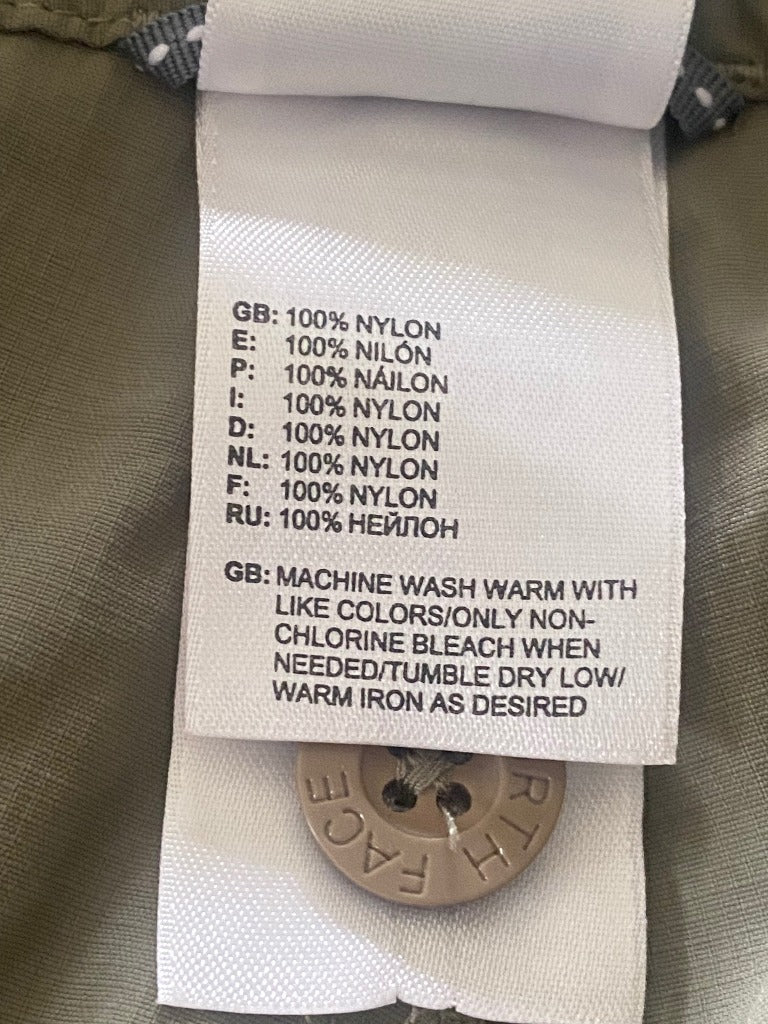 GB: 100% NYLON
E: 100% NILÓN
P: 100% NÁILON
I: 100% NYLON
D: 100% NYLON
NL: 100% NYLON
F: 100% NYLON
RU: 100% НЕЙЛОН
GB: MACHINE WASH WARM WITH
LIKE COLORS/ONLY NON-
CHLORINE BLEACH WHEN
NEEDED/TUMBLE DRY LOW/
WARM IRON AS DESIRED
RTH FACE